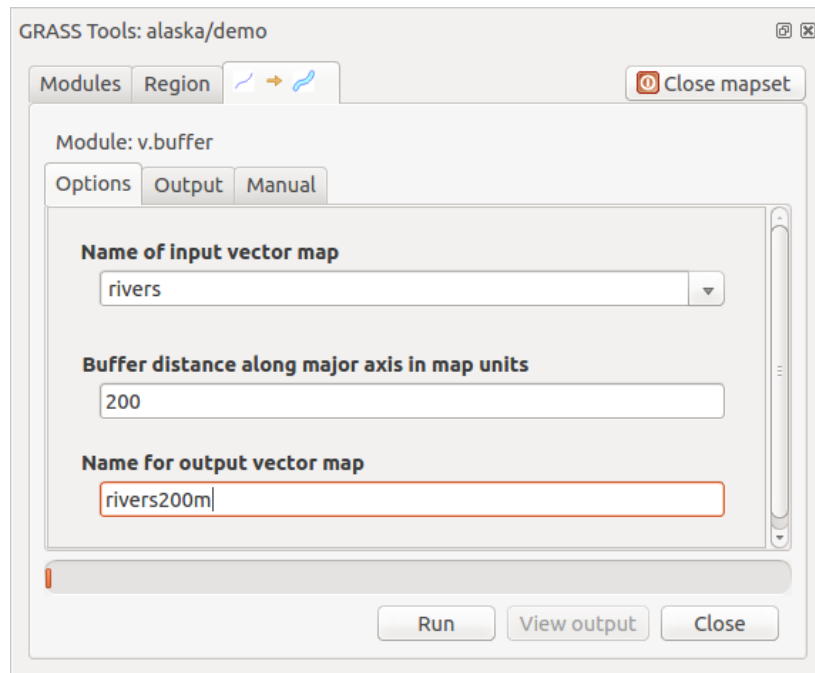 GRASS Tools: alaska/demo
Modules Region Close mapset
Module: v.buffer
Options Output Manual
Name of input vector map
rivers
Buffer distance along major axis in map units
200
Name for output vector map
rivers200m
Run View output Close